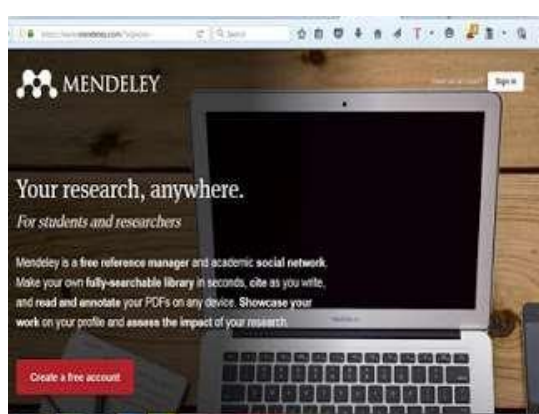 Search
MENDELEY
Sign in
Your research, anywhere.
For students and researchers
Mendeley is a free reference manager and academic social network.
Make your own fully-searchable library in seconds, cite as you write,
and read and annotate your PDFs on any device. Showcase your
work on your profile and assess the impact of your research.
Create a free account